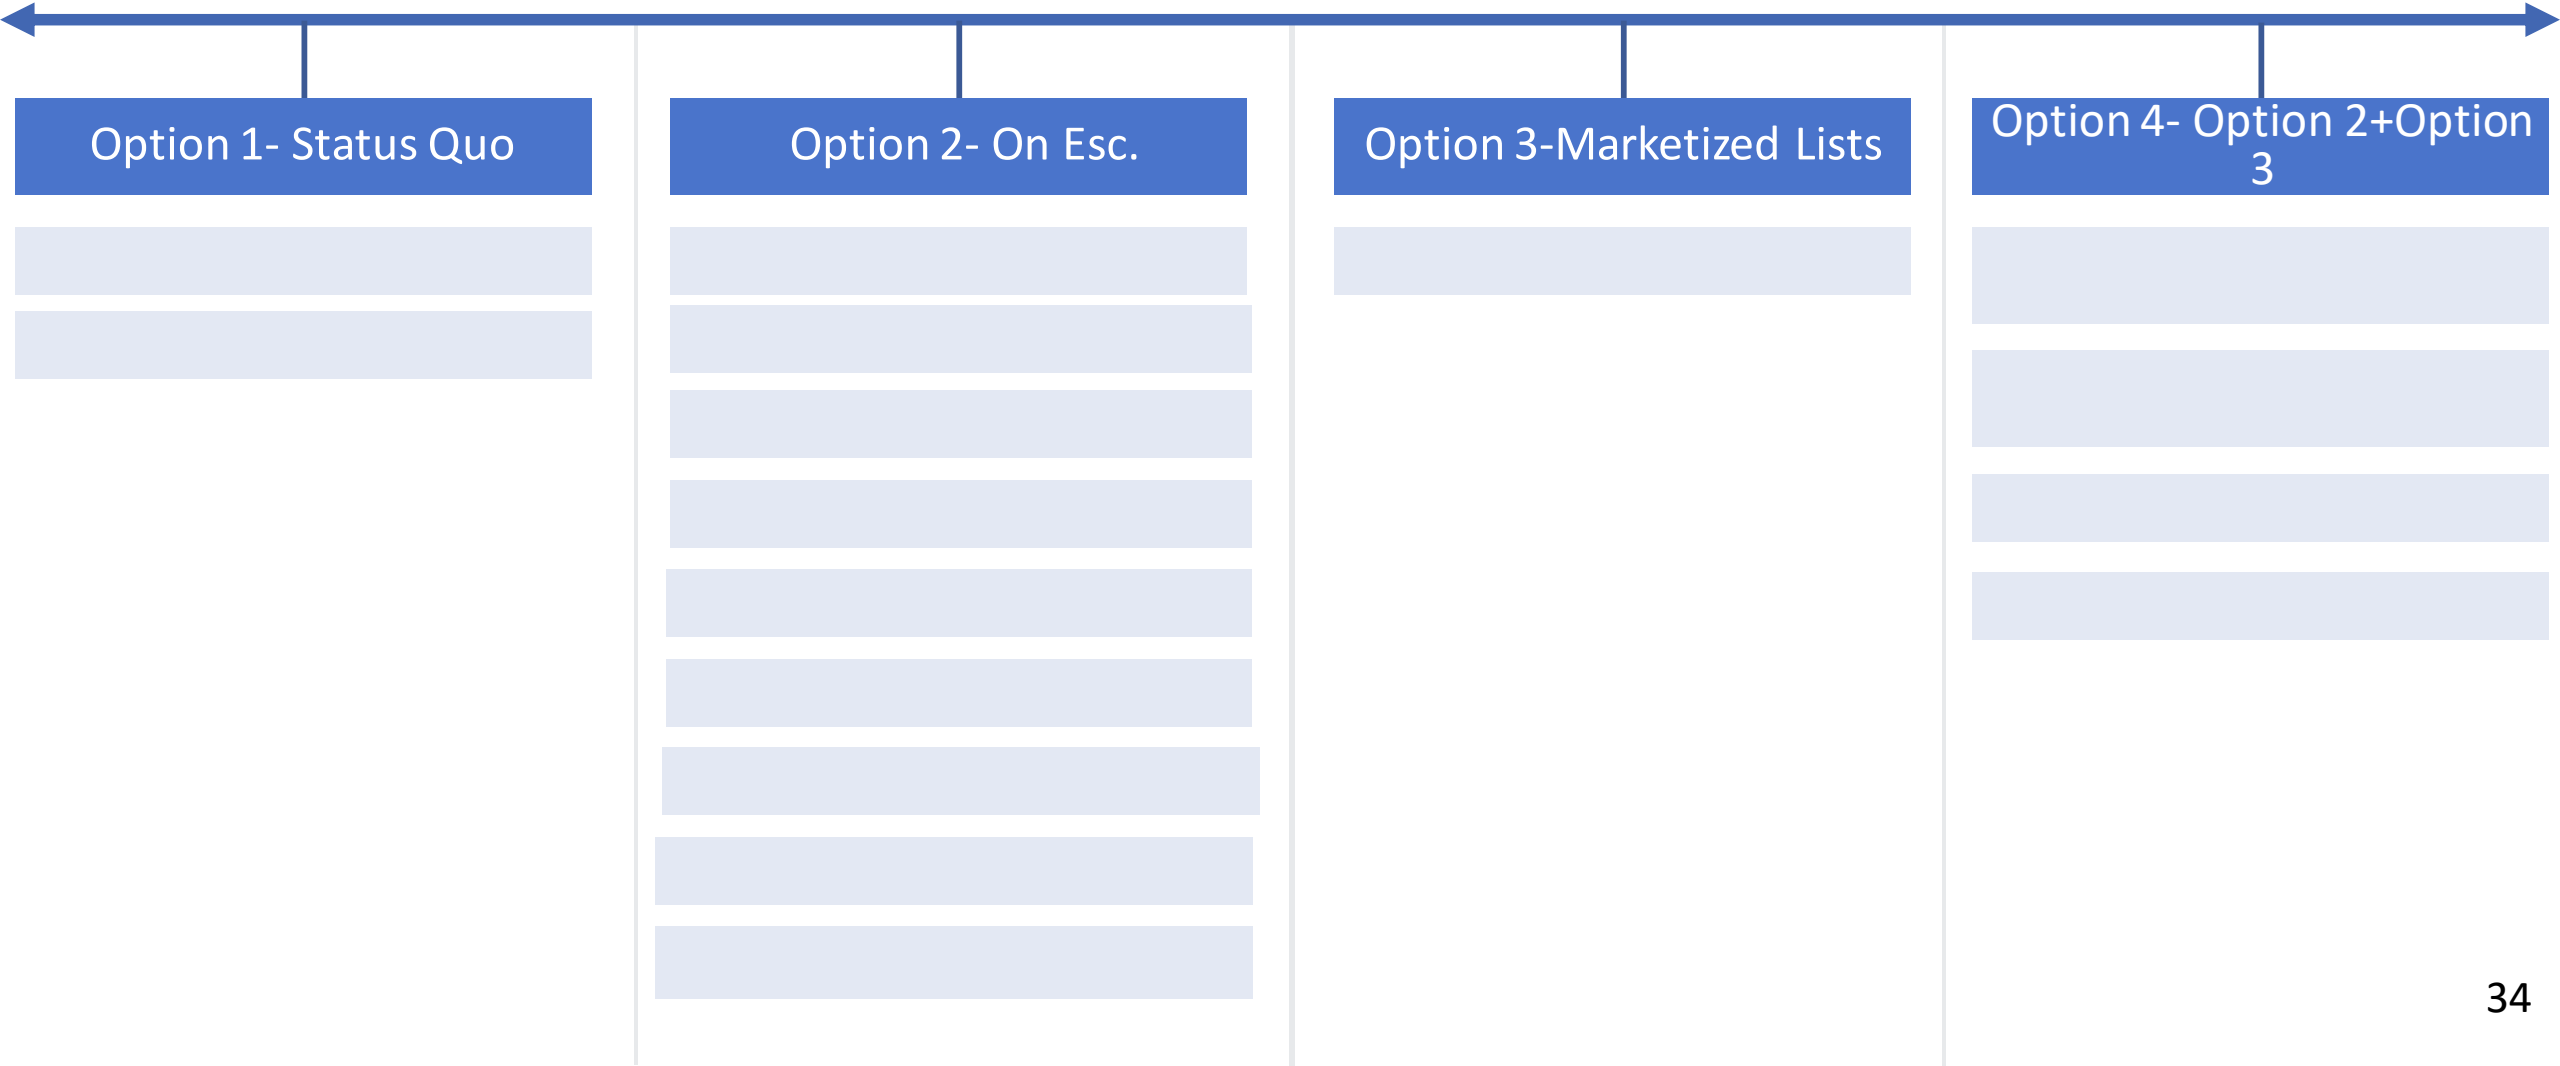 Option 1- Status Quo
Option 2- On Esc.
Option 3-Marketized Lists
Option 4- Option 2+Option
3
34